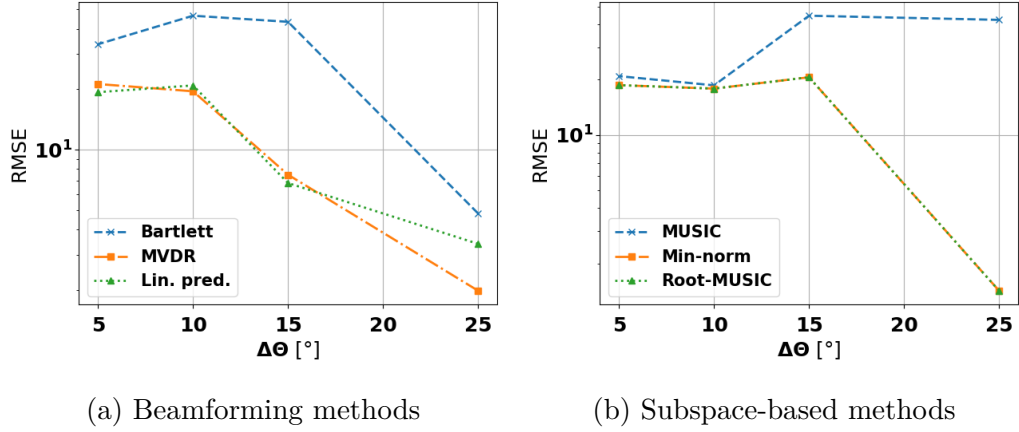 RMSE
10¹
Bartlett
MVDR
Lin. pred.
5 10 15 20 25
ΔΘ [°]
(a) Beamforming methods
RMSE
10¹
MUSIC
Min-norm
Root-MUSIC
5 10 15 20 25
ΔΘ [°]
(b) Subspace-based methods